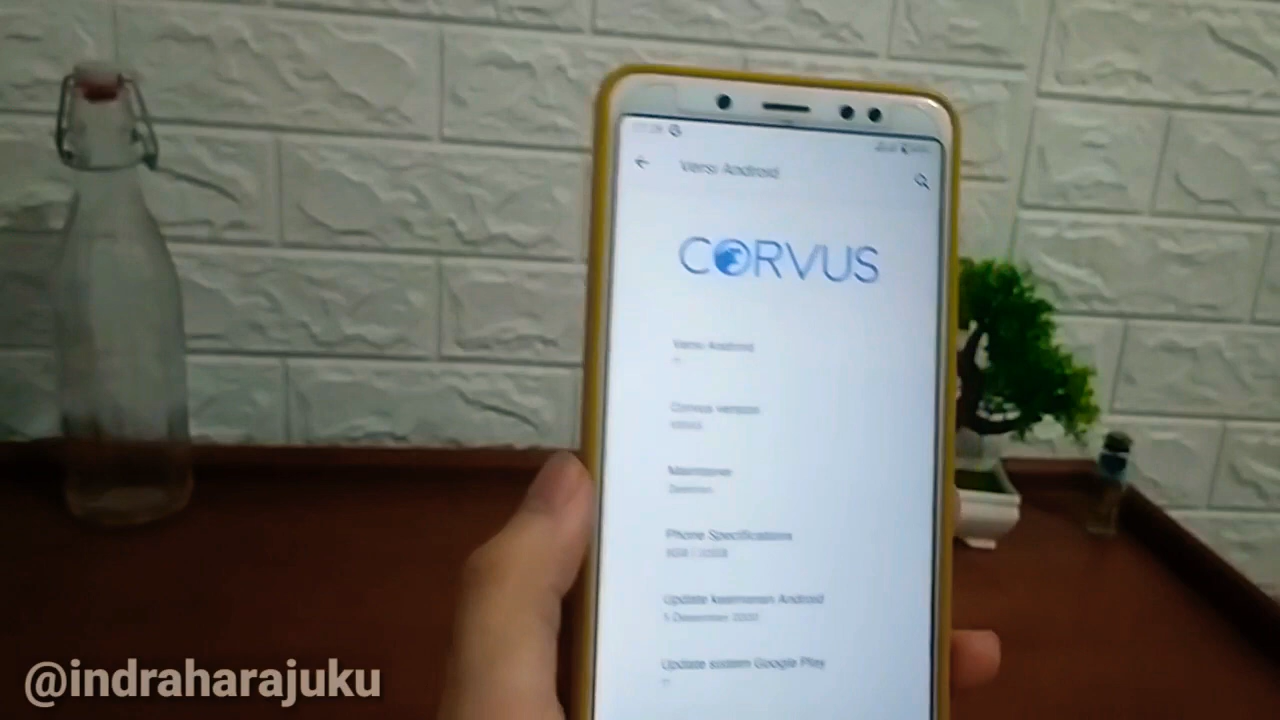 Versi Android
CORVUS
Versi Android
Corvus version
Maintainer
Phone Specifications
Update keamanan Android
5 Desember 2020
Update sistem Google Play
@indraharajuku